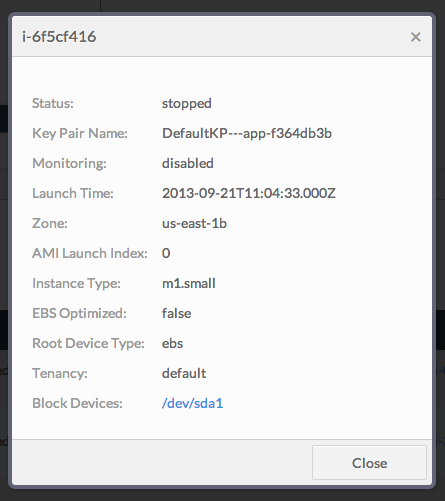 i-6f5cf416 ×
Status: stopped
Key Pair Name: DefaultKP---app-f364db3b
Monitoring: disabled
Launch Time: 2013-09-21T11:04:33.000Z
Zone: us-east-1b
AMI Launch Index: 0
Instance Type: m1.small
EBS Optimized: false
Root Device Type: ebs
Tenancy: default
Block Devices: /dev/sda1
Close